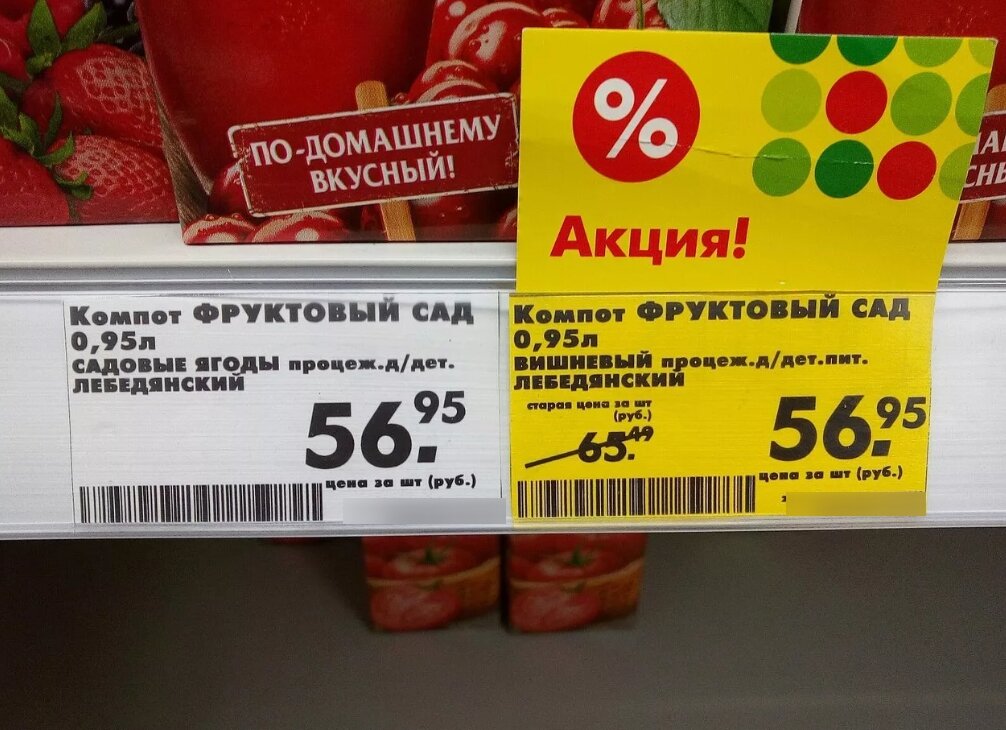 ПО-ДОМАШНЕМУ
ВКУСНЫЙ!
%
Акция!
Компот ФРУКТОВЫЙ САД
0,95л
САДОВЫЕ ЯГОДЫ процеж.д/дет.
ЛЕБЕДЯНСКИЙ
56.95
цена за шт (руб.)
Компот ФРУКТОВЫЙ САД
0,95л
ВИШНЕВЫЙ процеж.д/дет.пит.
ЛЕБЕДЯНСКИЙ
старая цена за шт
(руб.)
65.49
56.95
цена за шт (руб.)